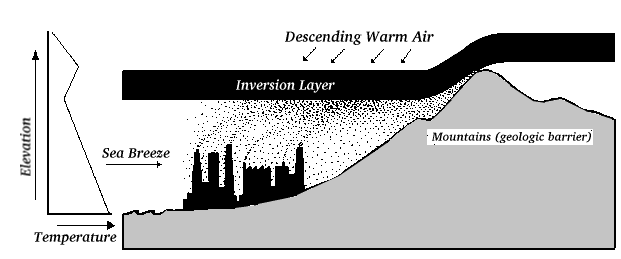 Descending Warm Air
Inversion Layer
Elevation
Mountains (geologic barrier)
Sea Breeze
Temperature